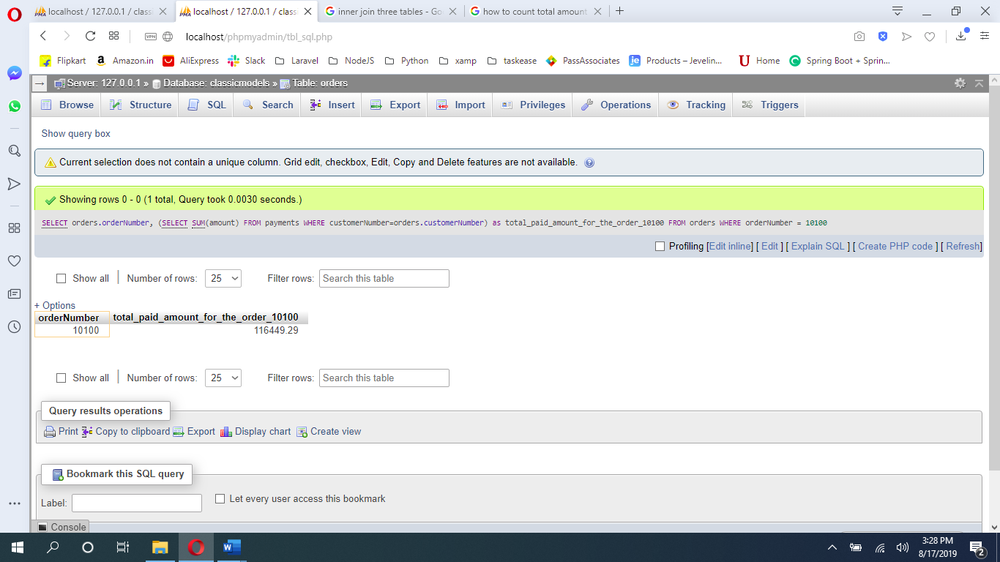 localhost / 127.0.0.1 / classi
localhost / 127.0.0.1 / classi
inner join three tables - Go
how to count total amount
VPN
localhost/phpmyadmin/tbl_sql.php
Flipkart
Amazon.in
AliExpress
Slack
Laravel
NodeJS
Python
xamp
taskease
PassAssociates
Products – Jevelin...
Home
Spring Boot + Sprin...
Server: 127.0.0.1 » Database: classicmodels » Table: orders
Browse
Structure
SQL
Search
Insert
Export
Import
Privileges
Operations
Tracking
Triggers
Show query box
Current selection does not contain a unique column. Grid edit, checkbox, Edit, Copy and Delete features are not available.
Showing rows 0 - 0 (1 total, Query took 0.0030 seconds.)
SELECT orders.orderNumber, (SELECT SUM(amount) FROM payments WHERE customerNumber=orders.customerNumber) as total_paid_amount_for_the_order_10100 FROM orders WHERE orderNumber = 10100
Profiling [Edit inline] [ Edit ] [ Explain SQL ] [ Create PHP code ] [ Refresh]
Show all | Number of rows: 25 Filter rows: Search this table
+ Options
orderNumber total_paid_amount_for_the_order_10100
10100 116449.29
Show all | Number of rows: 25 Filter rows: Search this table
Query results operations
Print Copy to clipboard Export Display chart Create view
Bookmark this SQL query
Label: Let every user access this bookmark
Console
3:28 PM
8/17/2019
2